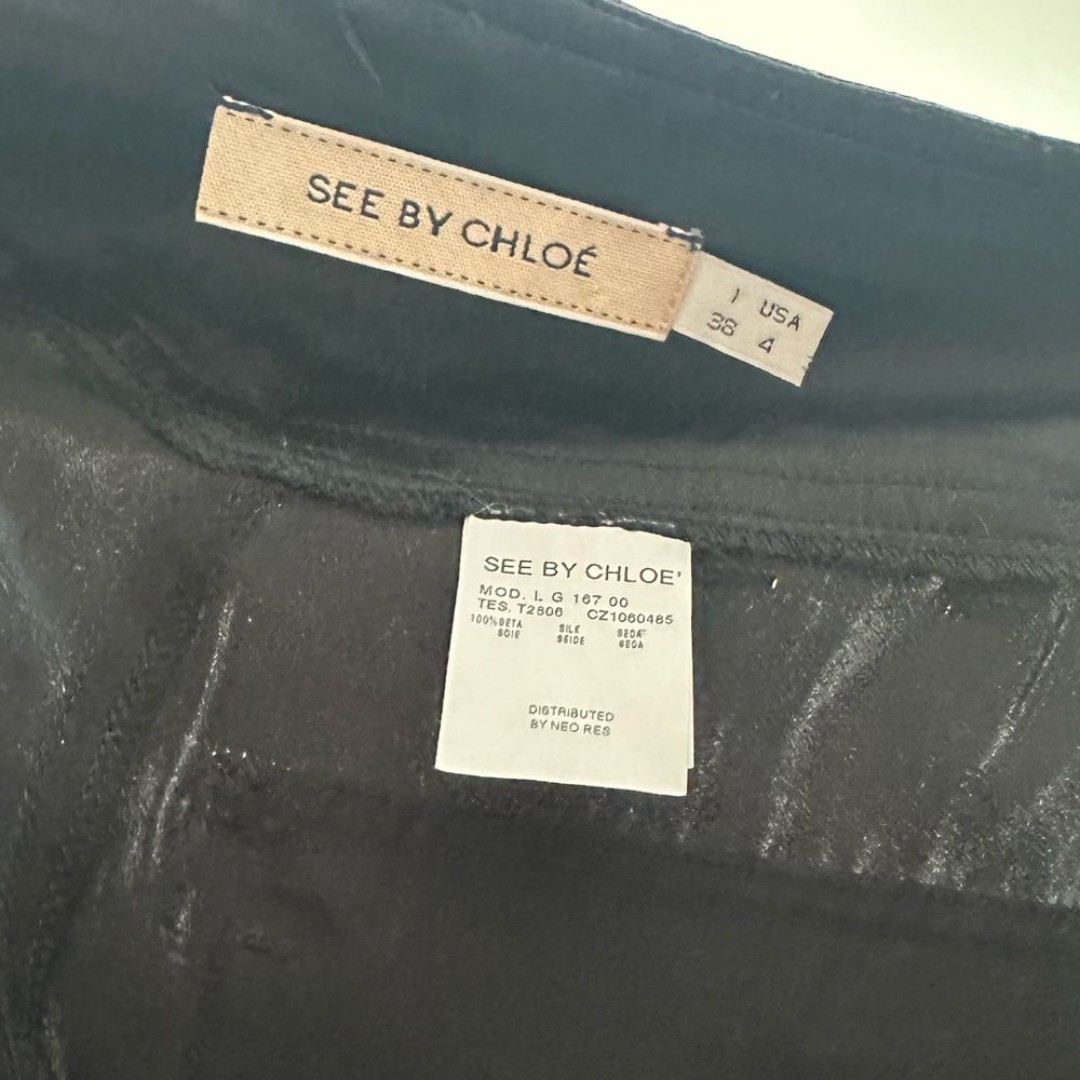 SEE BY CHLOÉ
I USA
38 4
SEE BY CHLOE'
MOD. L G 167 00
TES. T2806 CZ1060485
100%SETA SILK SEDA
SOIE SEIDE
DISTRIBUTED
BY NEO RES